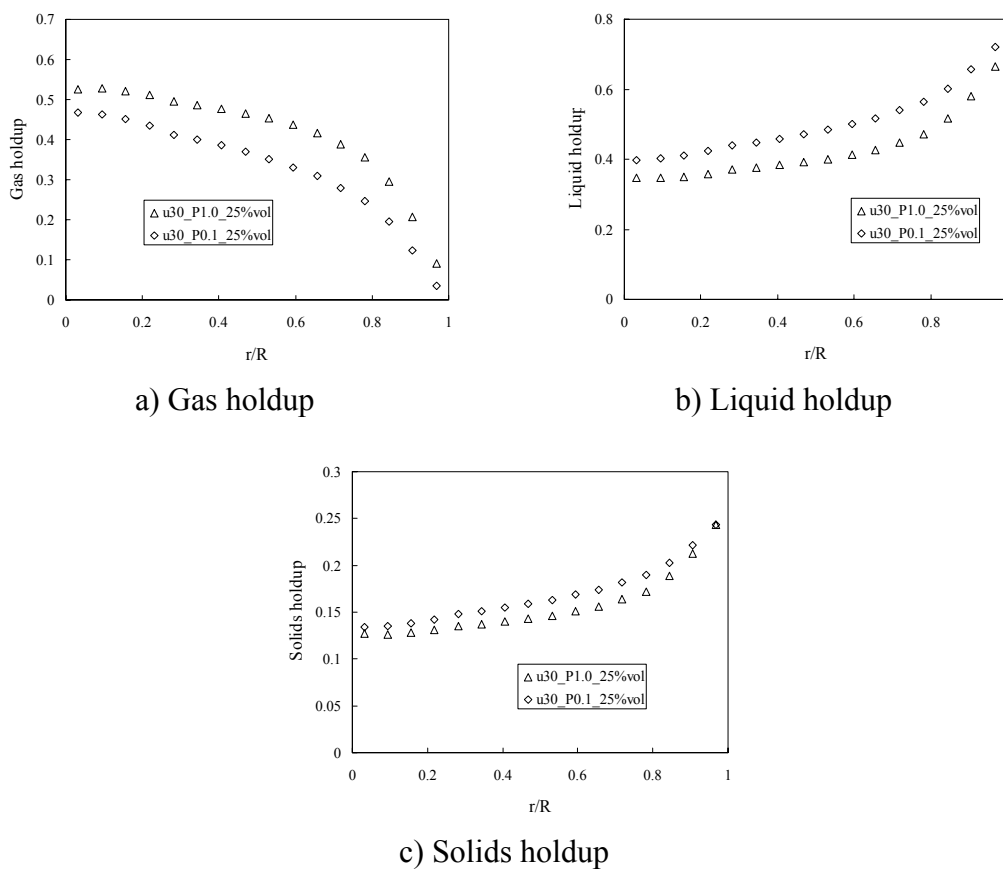 0.7
0.6
0.5
0.4
0.3
0.2
0.1
0
Gas holdup
u30_P1.0_25%vol
u30_P0.1_25%vol
0 0.2 0.4 0.6 0.8 1
r/R
a) Gas holdup
0.8
0.6
0.4
0.2
0
Liquid holdup
u30_P1.0_25%vol
u30_P0.1_25%vol
0 0.2 0.4 0.6 0.8
r/R
b) Liquid holdup
0.3
0.25
0.2
0.15
0.1
0.05
0
Solids holdup
u30_P1.0_25%vol
u30_P0.1_25%vol
0 0.2 0.4 0.6 0.8 1
r/R
c) Solids holdup